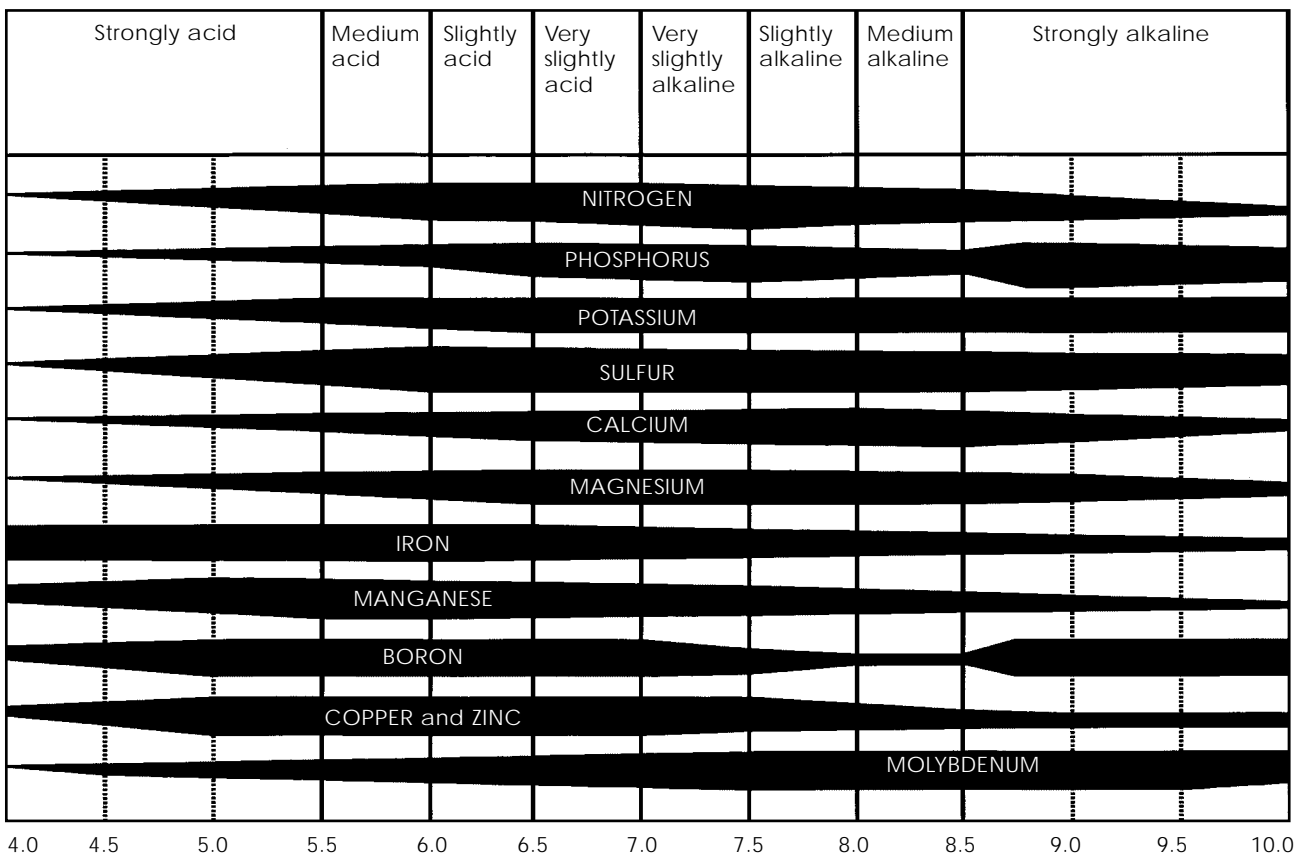 Strongly acid
Medium
acid
Slightly
acid
Very
slightly
acid
Very
slightly
alkaline
Slightly
alkaline
Medium
alkaline
Strongly alkaline
NITROGEN
PHOSPHORUS
POTASSIUM
SULFUR
CALCIUM
MAGNESIUM
IRON
MANGANESE
BORON
COPPER and ZINC
MOLYBDENUM
4.0 4.5 5.0 5.5 6.0 6.5 7.0 7.5 8.0 8.5 9.0 9.5 10.0